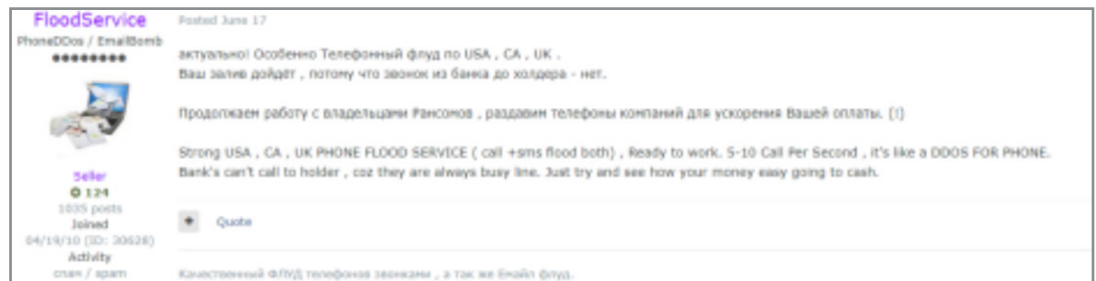 FloodService
PhoneDDos / EmailBomb
Seller
124
1035 posts
Joined
04/19/10 (ID: 30628)
Activity
спам / spam
Posted June 17
актуально! Особенно Телефонный флуд по USA , CA , UK .
Ваш залив дойдёт , потому что звонок из банка до холдера - нет.
Продолжаем работу с владельцами Рансомов , раздавим телефоны компаний для ускорения Вашей оплаты. (!)
Strong USA , CA , UK PHONE FLOOD SERVICE ( call +sms flood both) , Ready to work. 5-10 Call Per Second , it's like a DDOS FOR PHONE.
Bank's can't call to holder , coz they are always busy line. Just try and see how your money easy going to cash.
+ Quote
Качественный ФЛУД телефонов звонками , а так же Емайл флуд.